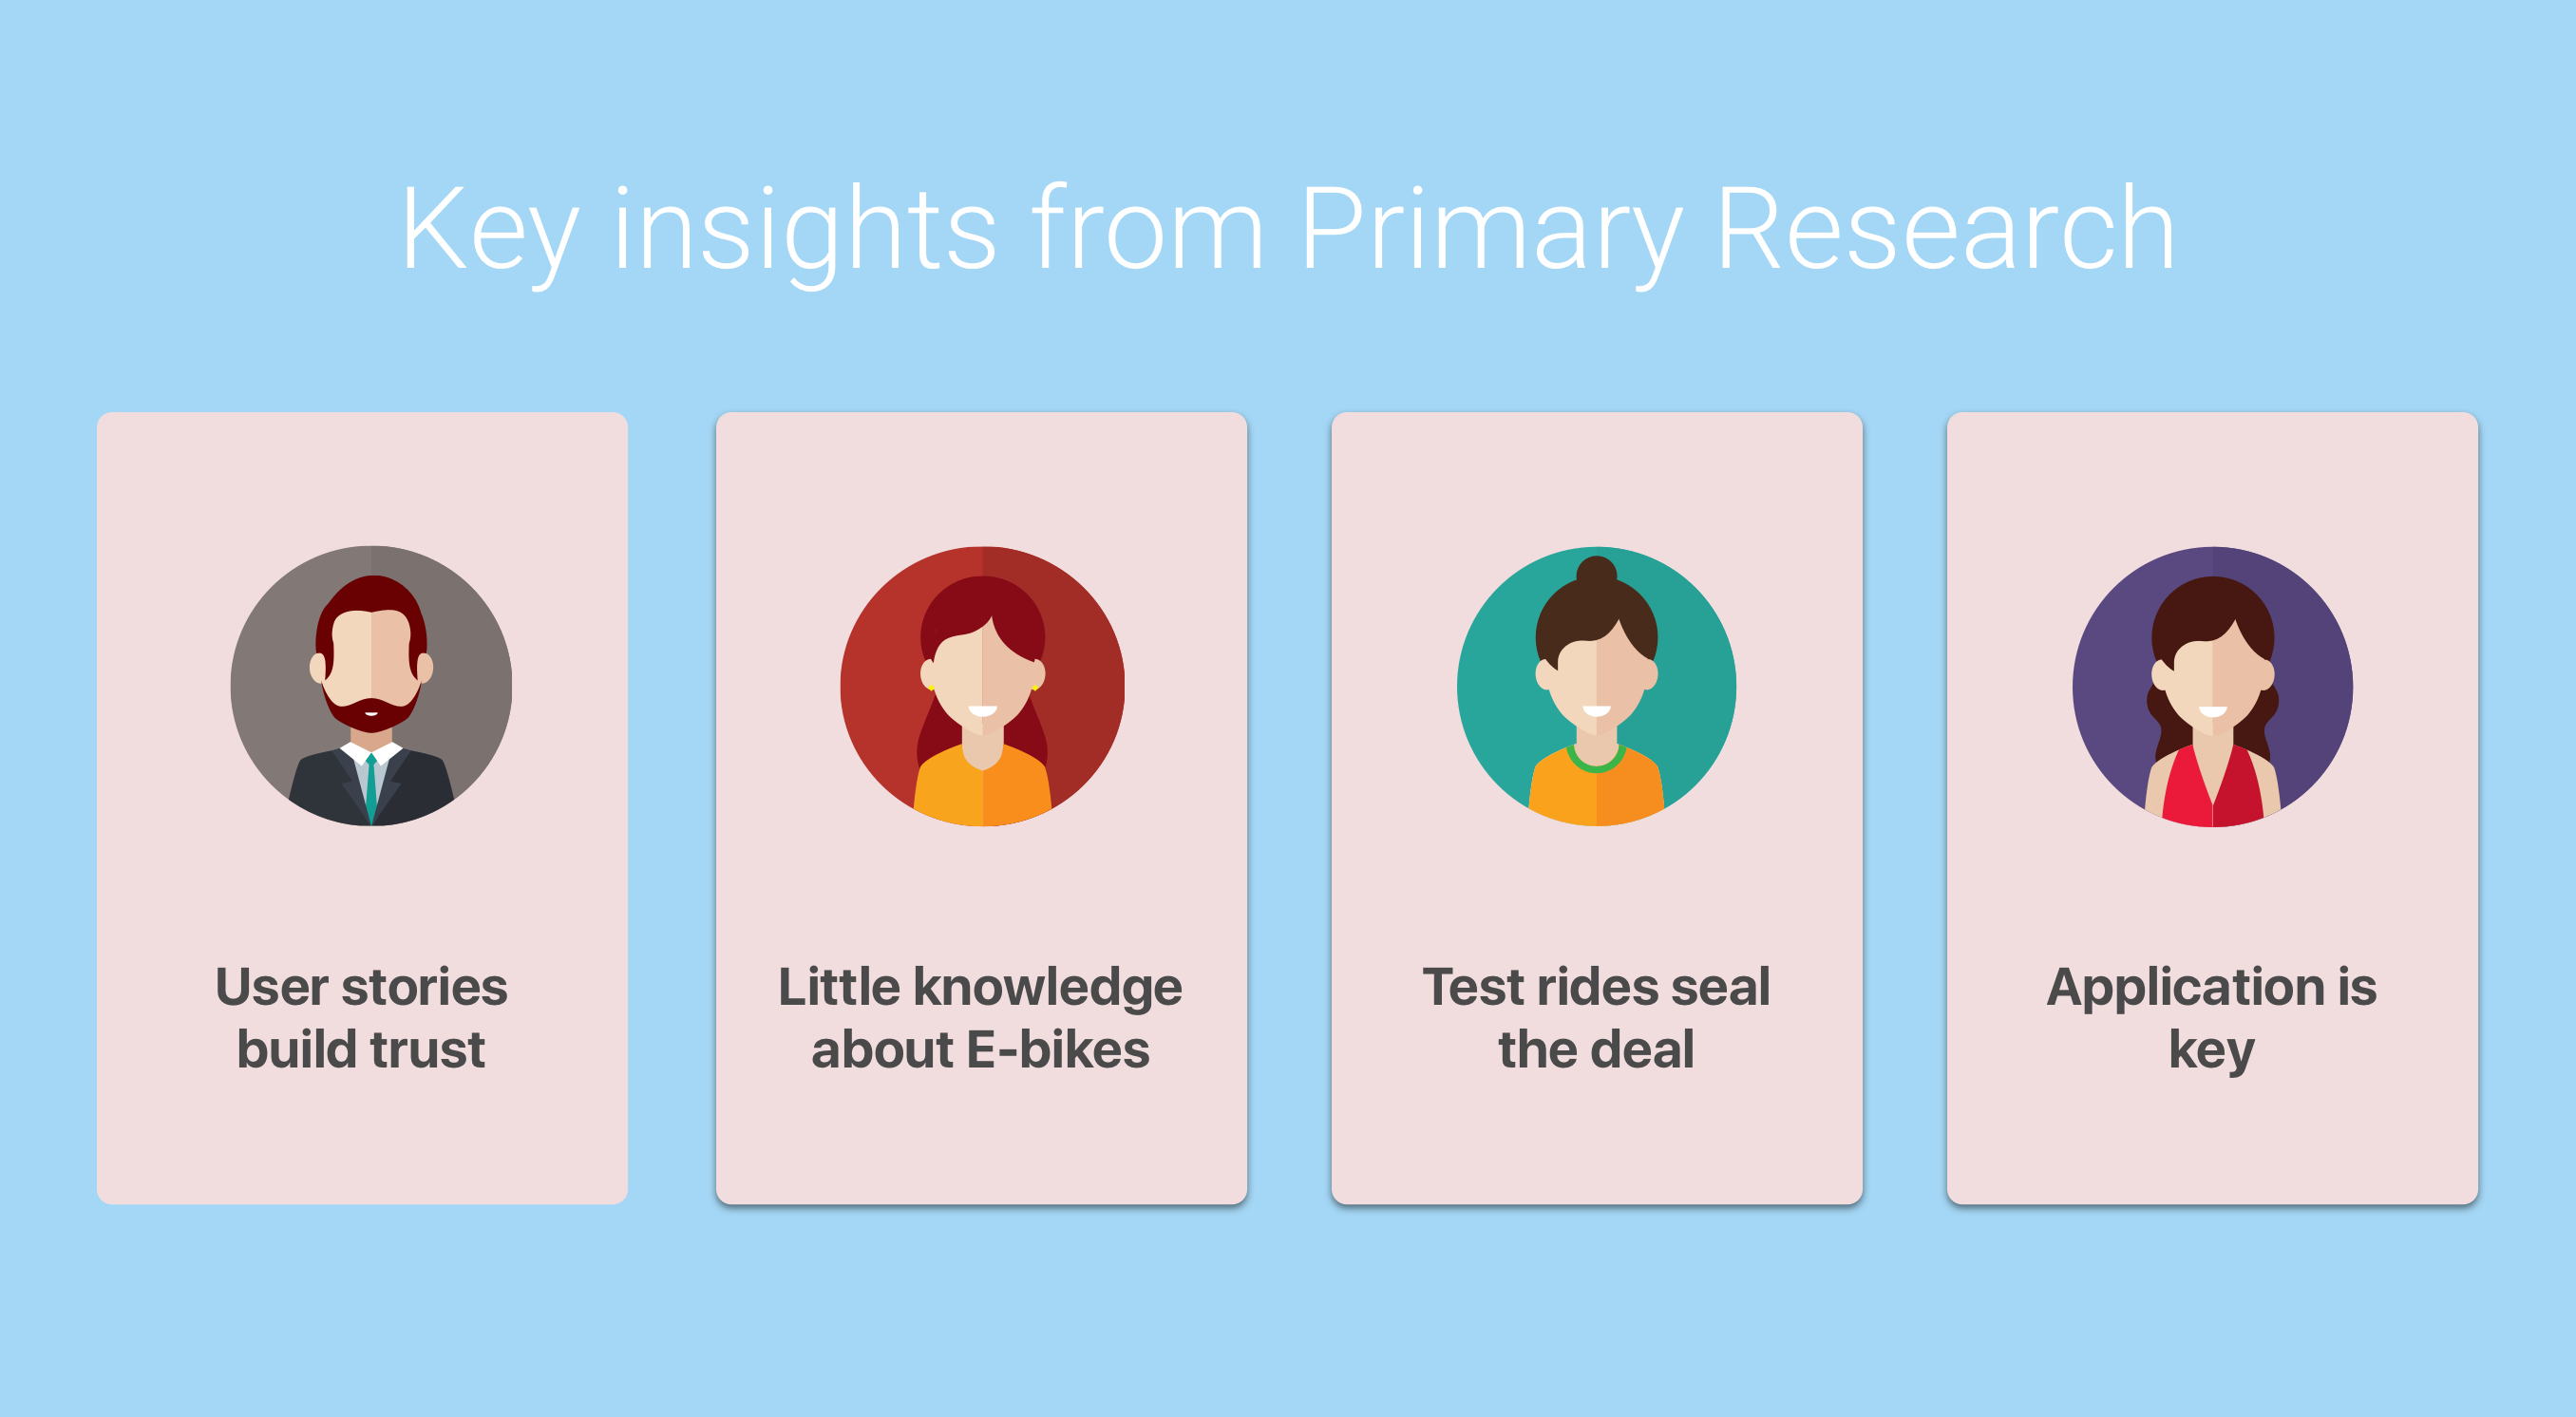 Key insights from Primary Research
User stories
build trust
Little knowledge
about E-bikes
Test rides seal
the deal
Application is
key